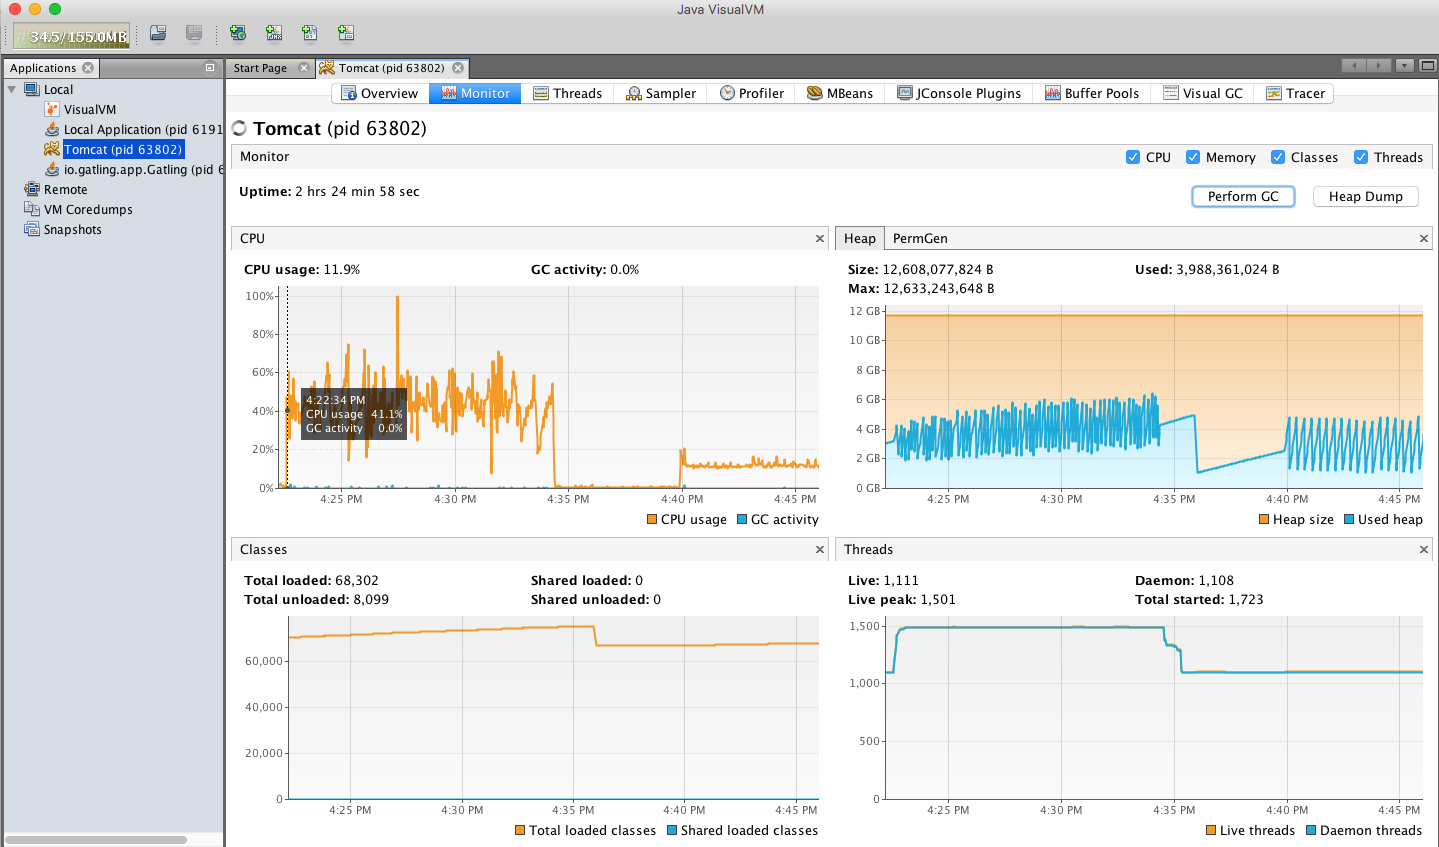 Java VisualVM
34.5/155.0MB
Applications
Start Page
Tomcat (pid 63802)
Local
VisualVM
Local Application (pid 6191
Tomcat (pid 63802)
io.gatling.app.Gatling (pid 6
Remote
VM Coredumps
Snapshots
Overview Monitor Threads Sampler Profiler MBeans JConsole Plugins Buffer Pools Visual GC Tracer
Tomcat (pid 63802)
Monitor
CPU Memory Classes Threads
Uptime: 2 hrs 24 min 58 sec
Perform GC Heap Dump
CPU
CPU usage: 11.9% GC activity: 0.0%
100%
80%
60%
40%
20%
0%
4:22:34 PM
CPU usage 41.1%
GC activity 0.0%
4:25 PM 4:30 PM 4:35 PM 4:40 PM 4:45 PM
CPU usage GC activity
Heap PermGen
Size: 12,608,077,824 B Used: 3,988,361,024 B
Max: 12,633,243,648 B
12 GB
10 GB
8 GB
6 GB
4 GB
2 GB
0 GB
4:25 PM 4:30 PM 4:35 PM 4:40 PM 4:45 PM
Heap size Used heap
Classes
Total loaded: 68,302 Shared loaded: 0
Total unloaded: 8,099 Shared unloaded: 0
60,000
40,000
20,000
0
4:25 PM 4:30 PM 4:35 PM 4:40 PM 4:45 PM
Total loaded classes Shared loaded classes
Threads
Live: 1,111 Daemon: 1,108
Live peak: 1,501 Total started: 1,723
1,500
1,000
500
0
4:25 PM 4:30 PM 4:35 PM 4:40 PM 4:45 PM
Live threads Daemon threads